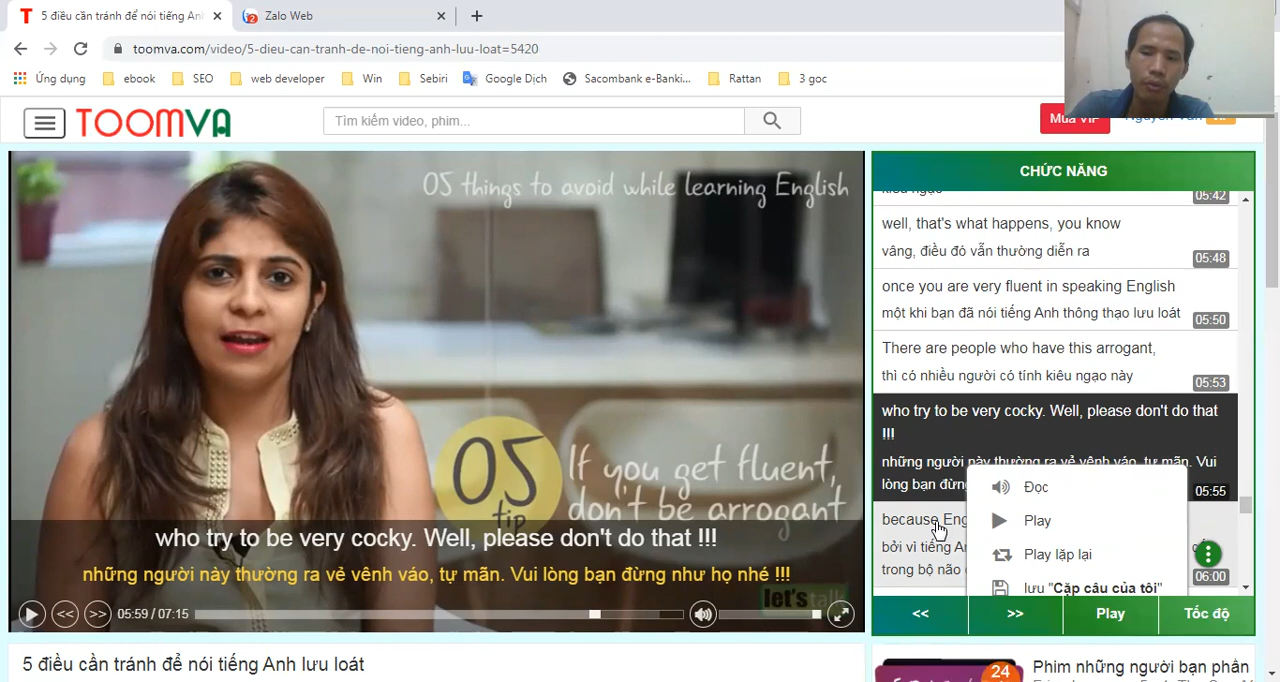 5 điều cần tránh để nói tiếng Anh
Zalo Web
toomva.com/video/5-dieu-can-tranh-de-noi-tieng-anh-luu-loat=5420
Ứng dụng
ebook
SEO
web developer
Win
Sebiri
Google Dịch
Sacombank e-Banki...
Rattan
3 goc
TOOMVA
Tìm kiếm video, phim...
Mua VIP
05 things to avoid while learning English
05
tip
If you get fluent,
don't be arrogant
who try to be very cocky. Well, please don't do that !!!
những người này thường ra vẻ vênh váo, tự mãn. Vui lòng bạn đừng như họ nhé !!!
let's talk
05:59 / 07:15
CHỨC NĂNG
kiêu ngạo
05:42
well, that's what happens, you know
vâng, điều đó vẫn thường diễn ra
05:48
once you are very fluent in speaking English
một khi bạn đã nói tiếng Anh thông thạo lưu loát
05:50
There are people who have this arrogant,
thì có nhiều người có tính kiêu ngạo này
05:53
who try to be very cocky. Well, please don't do that
!!!
những người này thường ra vẻ vênh váo, tự mãn. Vui
lòng bạn đừng
05:55
because Eng
bởi vì tiếng
trong bộ não
06:00
Đọc
Play
Play lặp lại
lưu "Cặp câu của tôi"
<<
>>
Play
Tốc độ
5 điều cần tránh để nói tiếng Anh lưu loát
24
Phim những người bạn phần